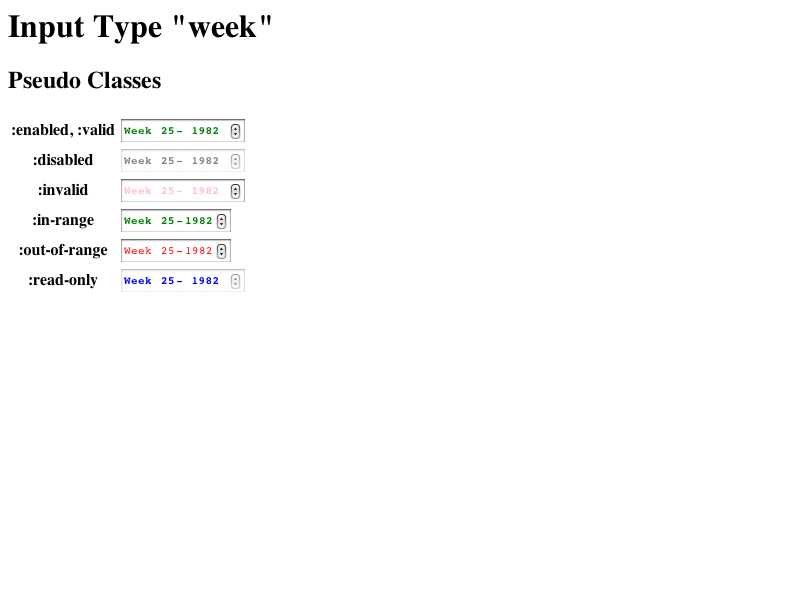 Input Type "week"
Pseudo Classes
:enabled, :valid Week 25- 1982
:disabled Week 25- 1982
:invalid Week 25- 1982
:in-range Week 25-1982
:out-of-range Week 25-1982
:read-only Week 25- 1982